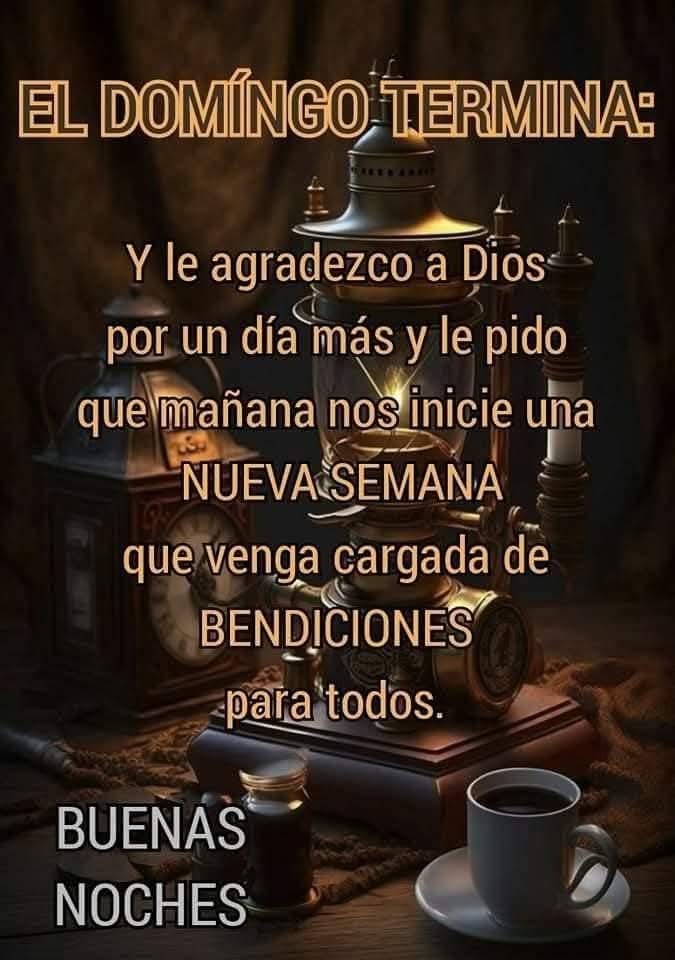 EL DOMÍNGO TERMINA:
Y le agradezco a Dios
por un día más y le pido
que mañana nos inicie una
NUEVA SEMANA
que venga cargada de
BENDICIONES
para todos.
BUENAS
NOCHES